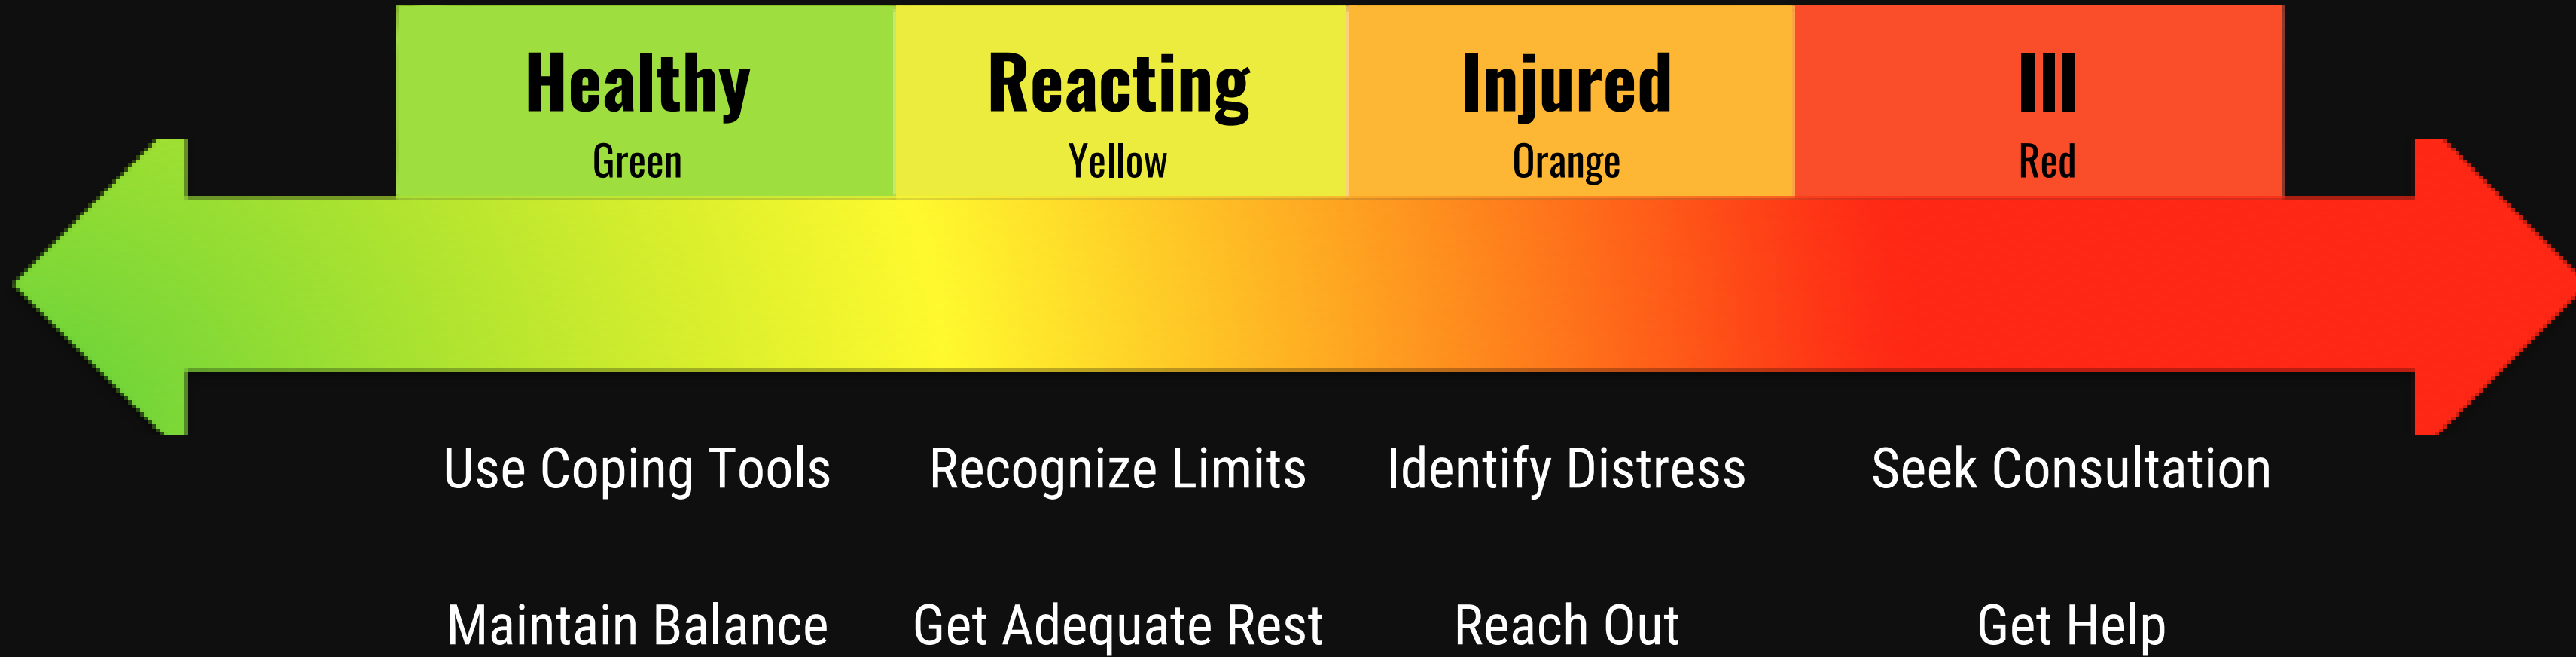 Healthy
Green
Reacting
Yellow
Injured
Orange
Ill
Red
Use Coping Tools
Recognize Limits
Identify Distress
Seek Consultation
Maintain Balance
Get Adequate Rest
Reach Out
Get Help